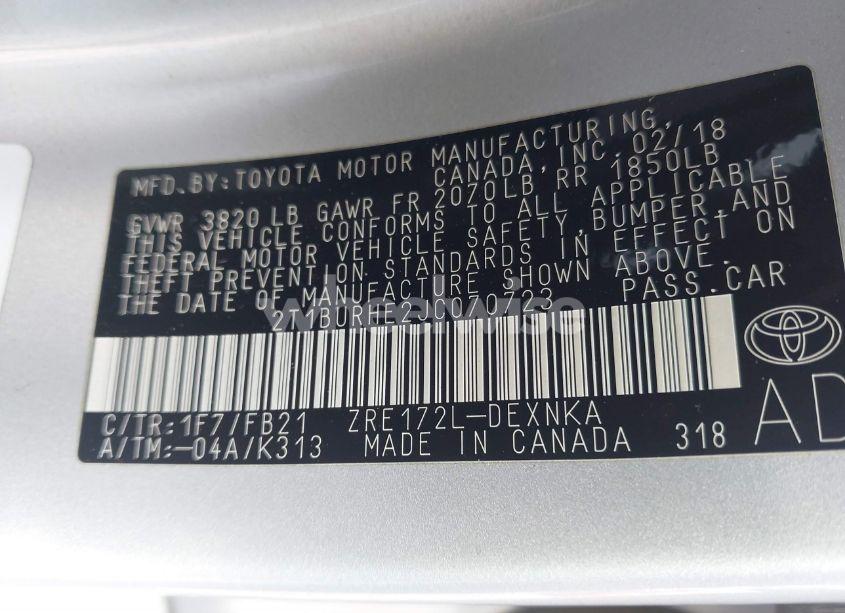 MFD. BY: TOYOTA MOTOR MANUFACTURING,
CANADA, INC. 02/18
GVWR 3820 LB GAWR FR 2070LB, RR 1850LB
THIS VEHICLE CONFORMS TO ALL APPLICABLE
FEDERAL MOTOR VEHICLE SAFETY, BUMPER, AND
THEFT PREVENTION STANDARDS IN EFFECT ON
THE DATE OF MANUFACTURE SHOWN ABOVE.
PASS. CAR
wheelwise
C/TR: 1F7/FB21 ZRE172L-DEXNKA
A/TM: -04A/K313 MADE IN CANADA 318
AD